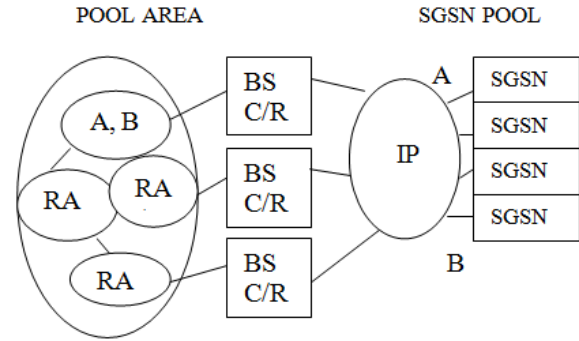 POOL AREA
SGSN POOL
A, B
RA
RA
RA
BS
C/R
BS
C/R
BS
C/R
IP
A
B
SGSN
SGSN
SGSN
SGSN